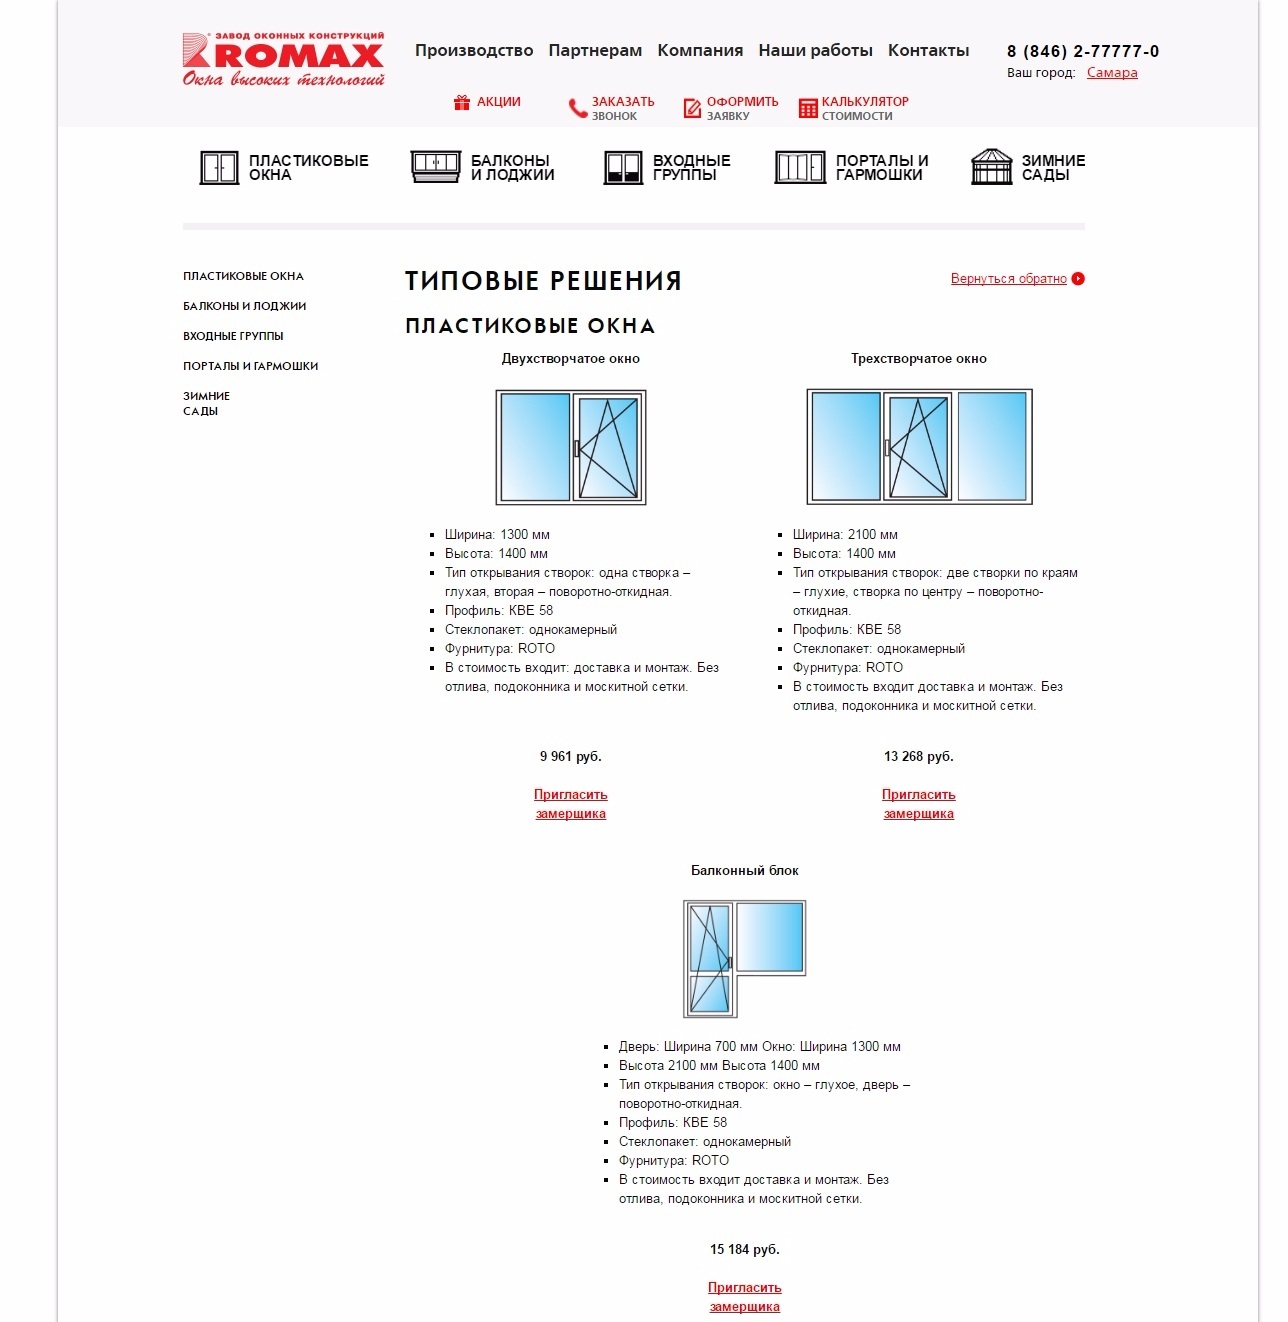 ЗАВОД ОКОННЫХ КОНСТРУКЦИЙ
ROMAX
Окна высоких технологий
Производство Партнерам Компания Наши работы Контакты
8 (846) 2-77777-0
Ваш город: Самара
АКЦИИ
ЗАКАЗАТЬ
ЗВОНОК
ОФОРМИТЬ
ЗАЯВКУ
КАЛЬКУЛЯТОР
СТОИМОСТИ
ПЛАСТИКОВЫЕ
ОКНА
БАЛКОНЫ
И ЛОДЖИИ
ВХОДНЫЕ
ГРУППЫ
ПОРТАЛЫ И
ГАРМОШКИ
ЗИМНИЕ
САДЫ
ПЛАСТИКОВЫЕ ОКНА
БАЛКОНЫ И ЛОДЖИИ
ВХОДНЫЕ ГРУППЫ
ПОРТАЛЫ И ГАРМОШКИ
ЗИМНИЕ
САДЫ
ТИПОВЫЕ РЕШЕНИЯ
Вернуться обратно
ПЛАСТИКОВЫЕ ОКНА
Двухстворчатое окно
Ширина: 1300 мм
Высота: 1400 мм
Тип открывания створок: одна створка –
глухая, вторая – поворотно-откидная.
Профиль: КВЕ 58
Стеклопакет: однокамерный
Фурнитура: ROTO
В стоимость входит: доставка и монтаж. Без
отлива, подоконника и москитной сетки.
9 961 руб.
Пригласить
замерщика
Трехстворчатое окно
Ширина: 2100 мм
Высота: 1400 мм
Тип открывания створок: две створки по краям
– глухие, створка по центру – поворотно-
откидная.
Профиль: КВЕ 58
Стеклопакет: однокамерный
Фурнитура: ROTO
В стоимость входит доставка и монтаж. Без
отлива, подоконника и москитной сетки.
13 268 руб.
Пригласить
замерщика
Балконный блок
Дверь: Ширина 700 мм Окно: Ширина 1300 мм
Высота 2100 мм Высота 1400 мм
Тип открывания створок: окно – глухое, дверь –
поворотно-откидная.
Профиль: КВЕ 58
Стеклопакет: однокамерный
Фурнитура: ROTO
В стоимость входит доставка и монтаж. Без
отлива, подоконника и москитной сетки.
15 184 руб.
Пригласить
замерщика